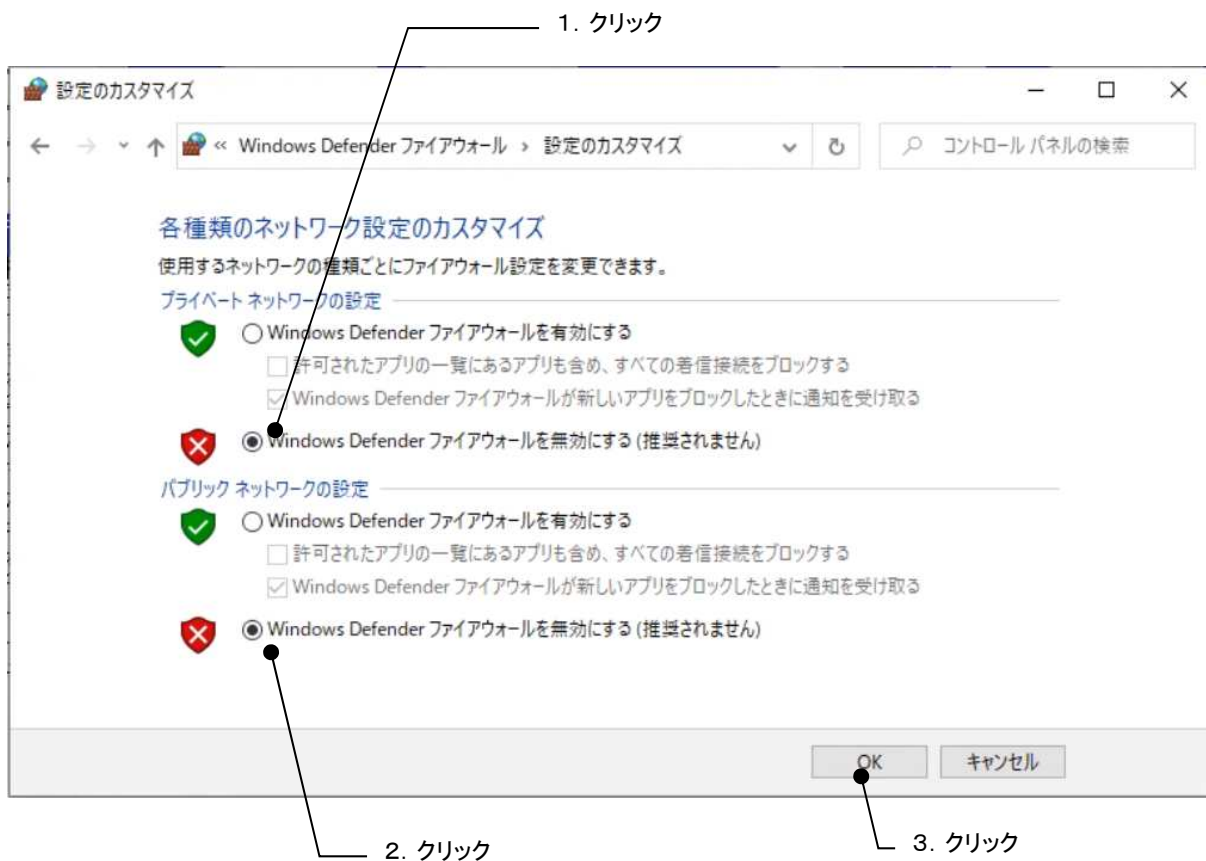 1．クリック
設定のカスタマイズ
« Windows Defender ファイアウォール › 設定のカスタマイズ
コントロール パネルの検索
各種類のネットワーク設定のカスタマイズ
使用するネットワークの種類ごとにファイアウォール設定を変更できます。
プライベート ネットワークの設定
Windows Defender ファイアウォールを有効にする
許可されたアプリの一覧にあるアプリも含め、すべての着信接続をブロックする
Windows Defender ファイアウォールが新しいアプリをブロックしたときに通知を受け取る
Windows Defender ファイアウォールを無効にする (推奨されません)
パブリック ネットワークの設定
Windows Defender ファイアウォールを有効にする
許可されたアプリの一覧にあるアプリも含め、すべての着信接続をブロックする
Windows Defender ファイアウォールが新しいアプリをブロックしたときに通知を受け取る
Windows Defender ファイアウォールを無効にする (推奨されません)
OK
キャンセル
2．クリック
3．クリック